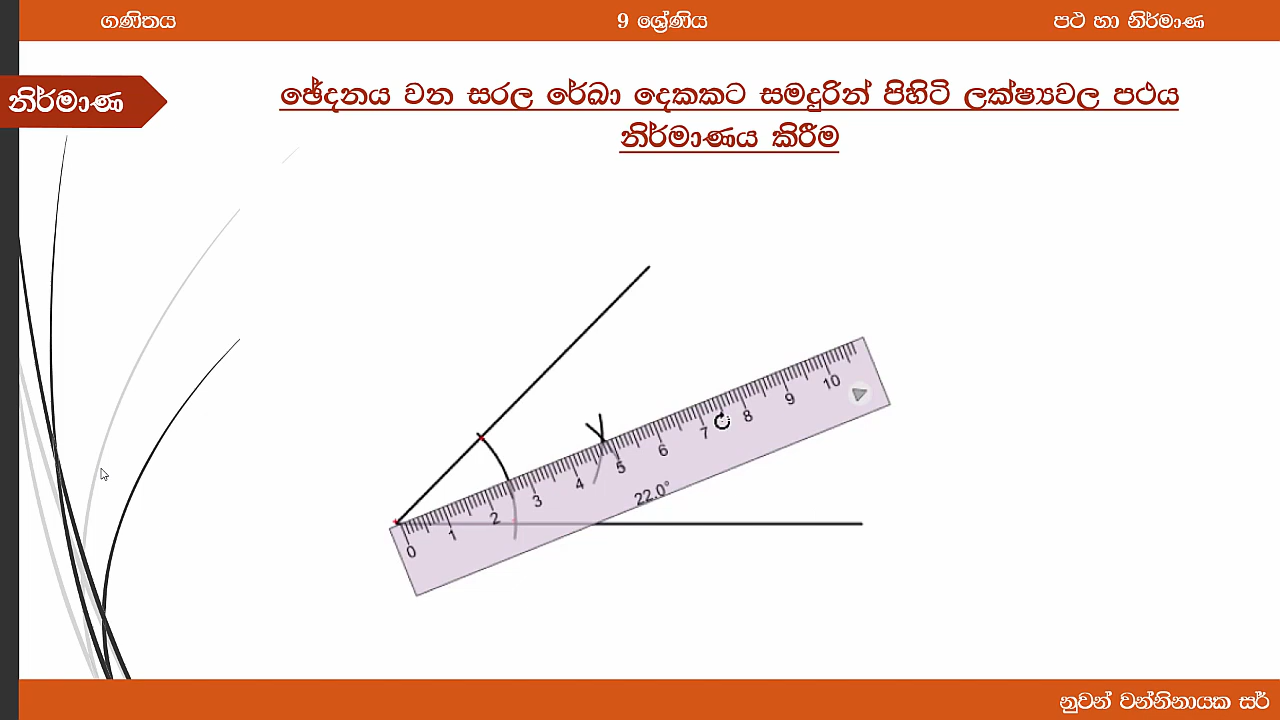 ගණිතය
9 ශ්‍රේණිය
පථ හා නිර්මාණ
නිර්මාණ
ඡේදනය වන සරල රේඛා දෙකකට සමදුරින් පිහිටි ලක්ෂ්‍යවල පථය
නිර්මාණය කිරීම
0 1 2 3 4 5 6 7 8 9 10
22.0°
නුවන් වන්නිනායක සර්